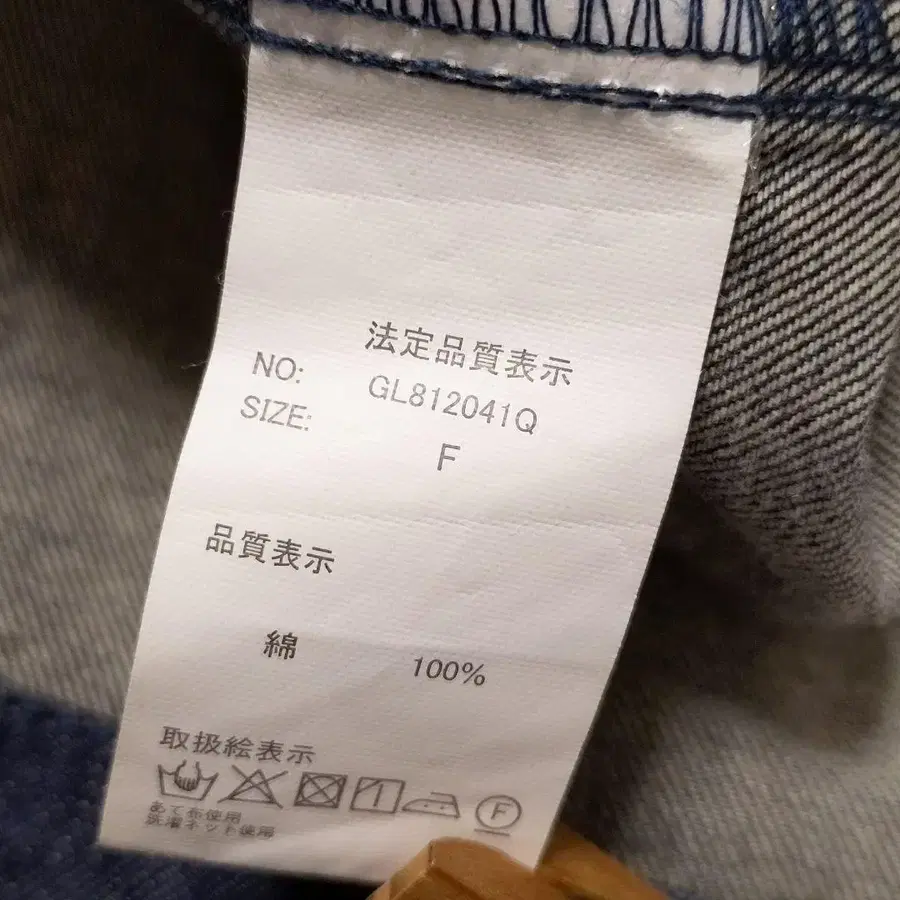 法定品質表示
NO: GL812041Q
SIZE: F
品質表示
綿 100%
取扱絵表示
F
あて布使用
洗濯ネット使用